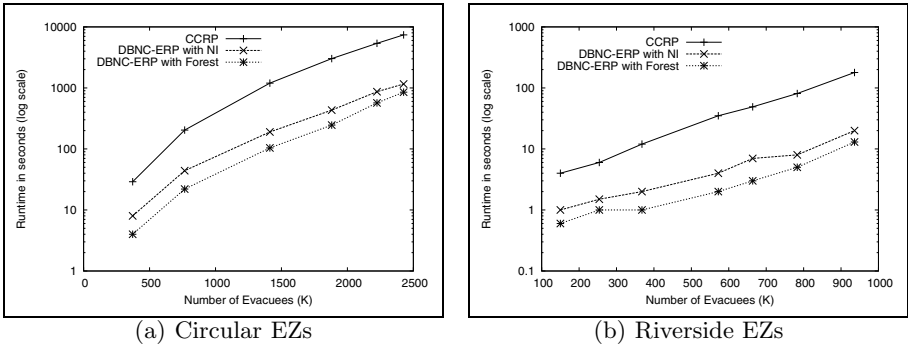 Runtime in seconds (log scale)
10000
1000
100
10
1
CCRP
DBNC-ERP with NI
DBNC-ERP with Forest
0 500 1000 1500 2000 2500
Number of Evacuees (K)
(a) Circular EZs
Runtime in seconds (log scale)
1000
100
10
1
0.1
CCRP
DBNC-ERP with NI
DBNC-ERP with Forest
100 200 300 400 500 600 700 800 900 1000
Number of Evacuees (K)
(b) Riverside EZs